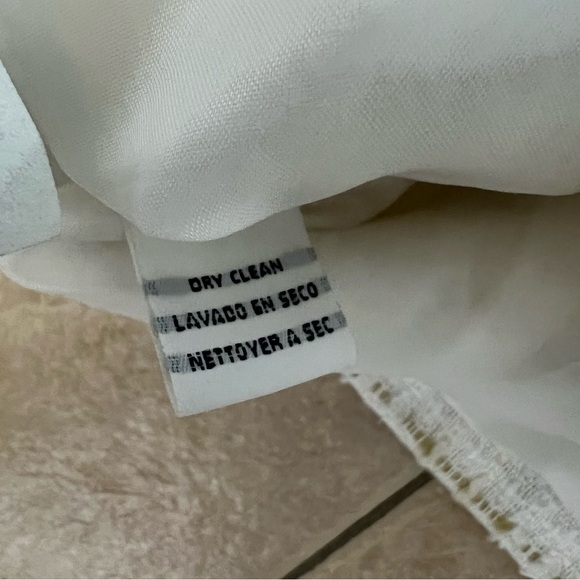 DRY CLEAN
LAVADO EN SECO
NETTOYER A SEC